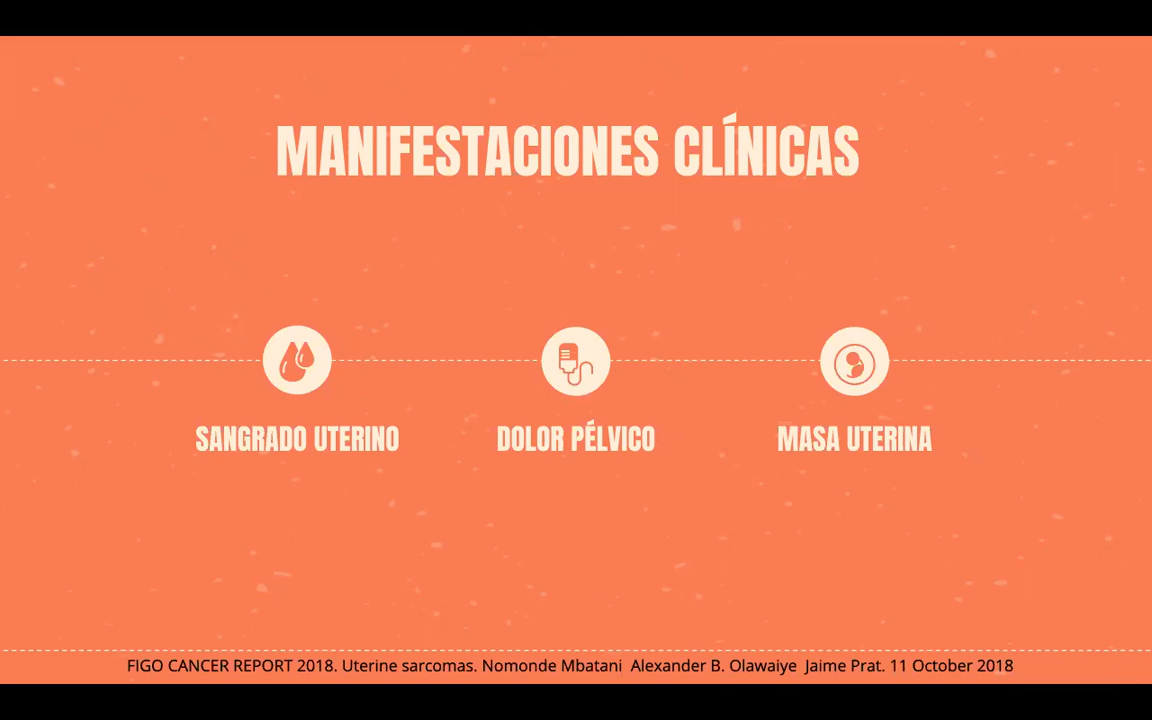 MANIFESTACIONES CLÍNICAS
SANGRADO UTERINO
DOLOR PÉLVICO
MASA UTERINA
FIGO CANCER REPORT 2018. Uterine sarcomas. Nomonde Mbatani Alexander B. Olawaiye Jaime Prat. 11 October 2018